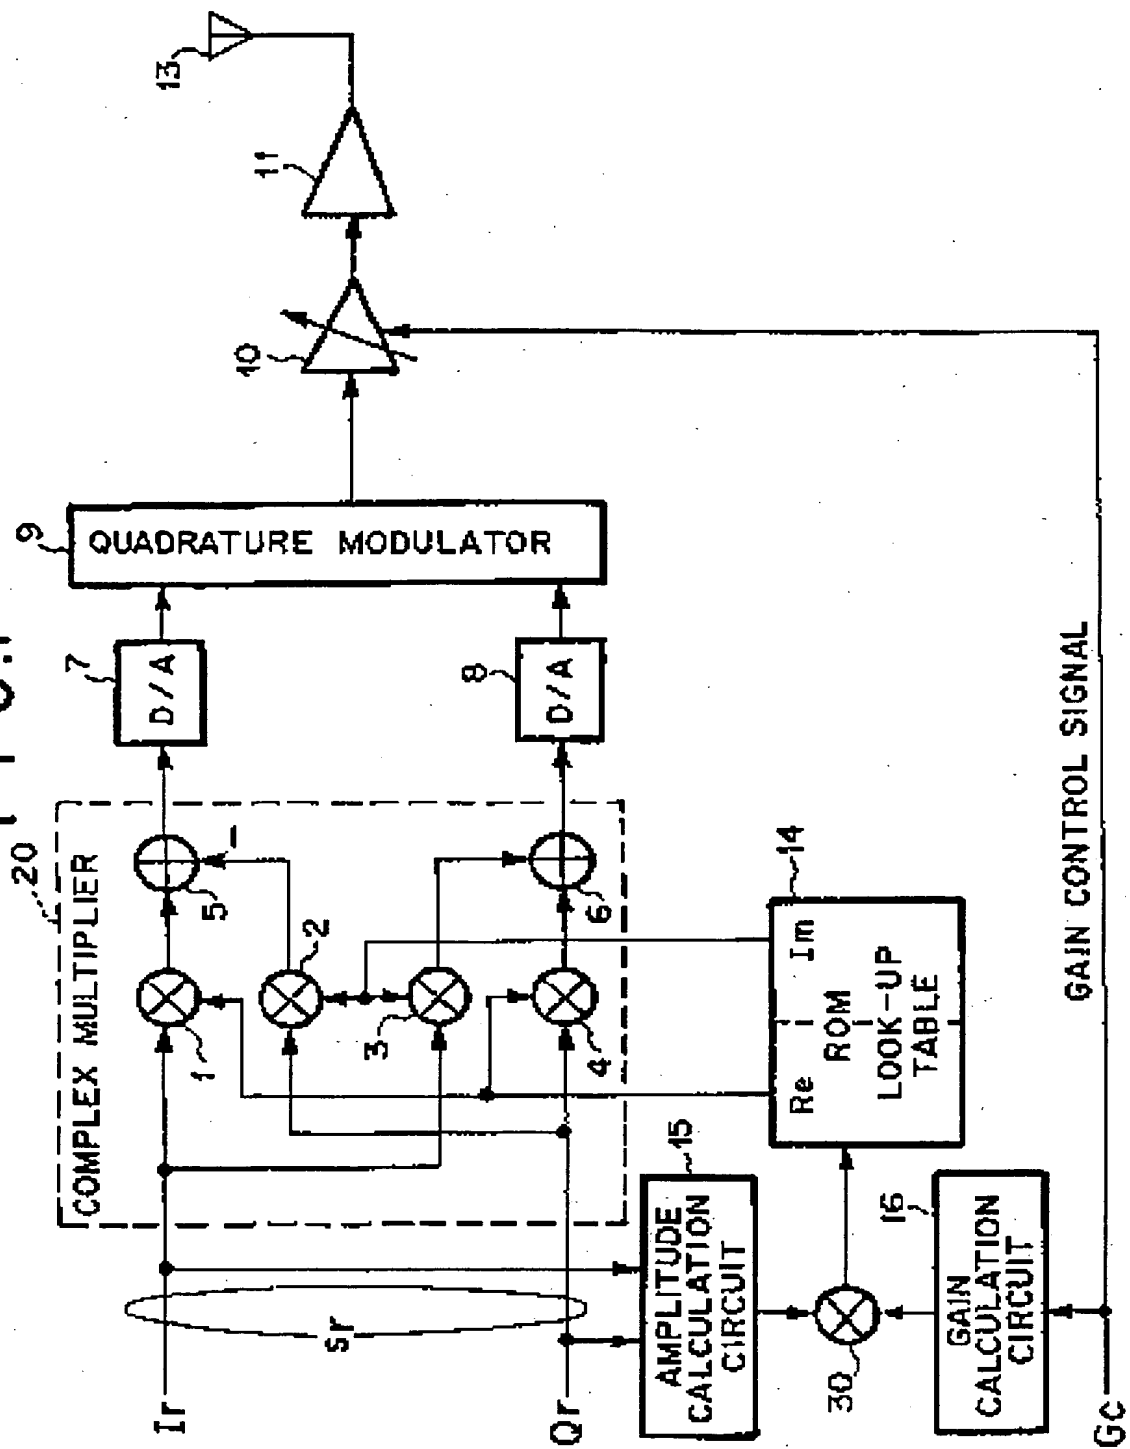 20
COMPLEX MULTIPLIER
Ir
Qr
Sr
1
2
3
4
5
6
7
D/A
8
D/A
9
QUADRATURE MODULATOR
10
11
13
15
AMPLITUDE
CALCULATION
CIRCUIT
30
16
GAIN
CALCULATION
CIRCUIT
14
Re Im
ROM
LOOK-UP
TABLE
Gc
GAIN CONTROL SIGNAL